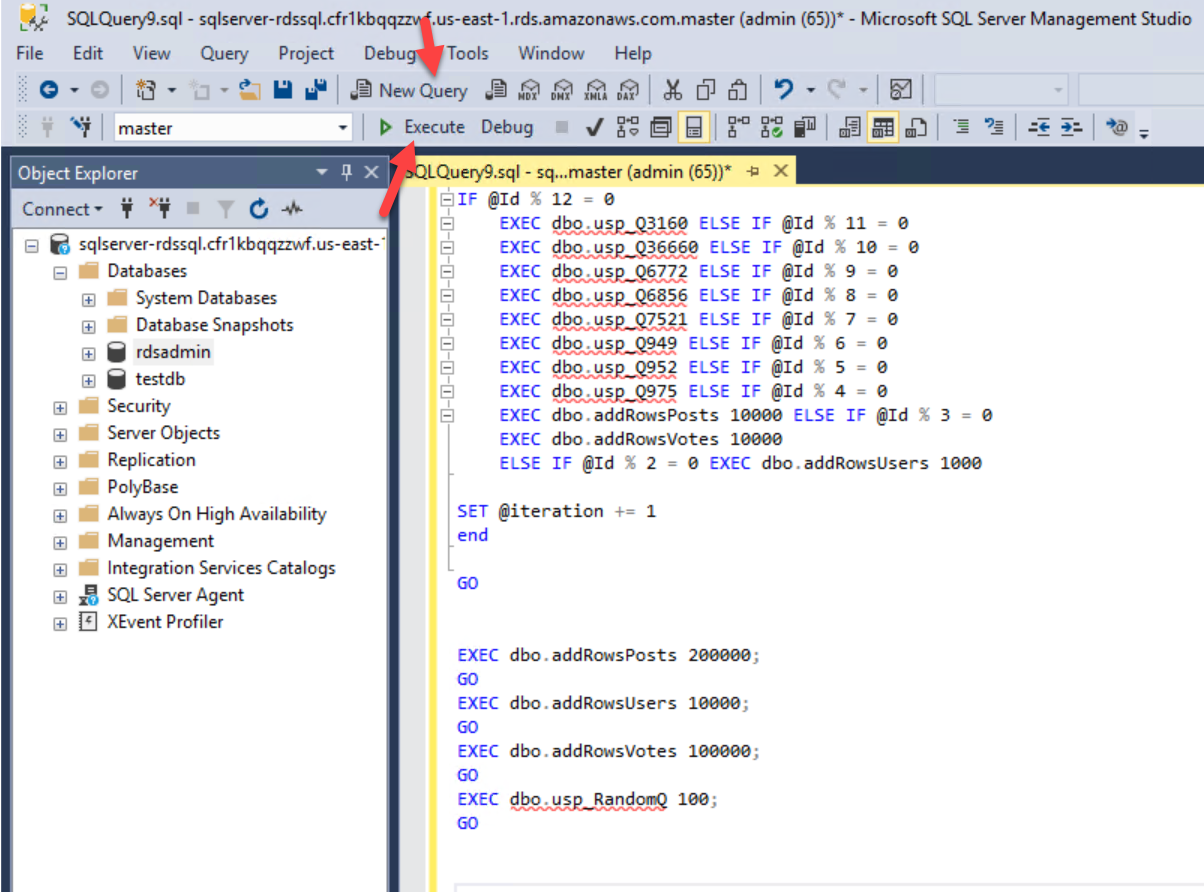 SQLQuery9.sql - sqlserver-rdssql.cfr1kbqqzzwf.us-east-1.rds.amazonaws.com.master (admin (65))* - Microsoft SQL Server Management Studio
File Edit View Query Project Debug Tools Window Help
New Query MDX DMX XMLA DAX
master Execute Debug
Object Explorer
SQLQuery9.sql - sq...master (admin (65))*
Connect
sqlserver-rdssql.cfr1kbqqzzwf.us-east-
Databases
System Databases
Database Snapshots
rdsadmin
testdb
Security
Server Objects
Replication
PolyBase
Always On High Availability
Management
Integration Services Catalogs
SQL Server Agent
XEvent Profiler
IF @Id % 12 = 0
EXEC dbo.usp_Q3160 ELSE IF @Id % 11 = 0
EXEC dbo.usp_Q36660 ELSE IF @Id % 10 = 0
EXEC dbo.usp_Q6772 ELSE IF @Id % 9 = 0
EXEC dbo.usp_Q6856 ELSE IF @Id % 8 = 0
EXEC dbo.usp_Q7521 ELSE IF @Id % 7 = 0
EXEC dbo.usp_Q949 ELSE IF @Id % 6 = 0
EXEC dbo.usp_Q952 ELSE IF @Id % 5 = 0
EXEC dbo.usp_Q975 ELSE IF @Id % 4 = 0
EXEC dbo.addRowsPosts 10000 ELSE IF @Id % 3 = 0
EXEC dbo.addRowsVotes 10000
ELSE IF @Id % 2 = 0 EXEC dbo.addRowsUsers 1000
SET @iteration += 1
end
GO
EXEC dbo.addRowsPosts 200000;
GO
EXEC dbo.addRowsUsers 10000;
GO
EXEC dbo.addRowsVotes 100000;
GO
EXEC dbo.usp_RandomQ 100;
GO